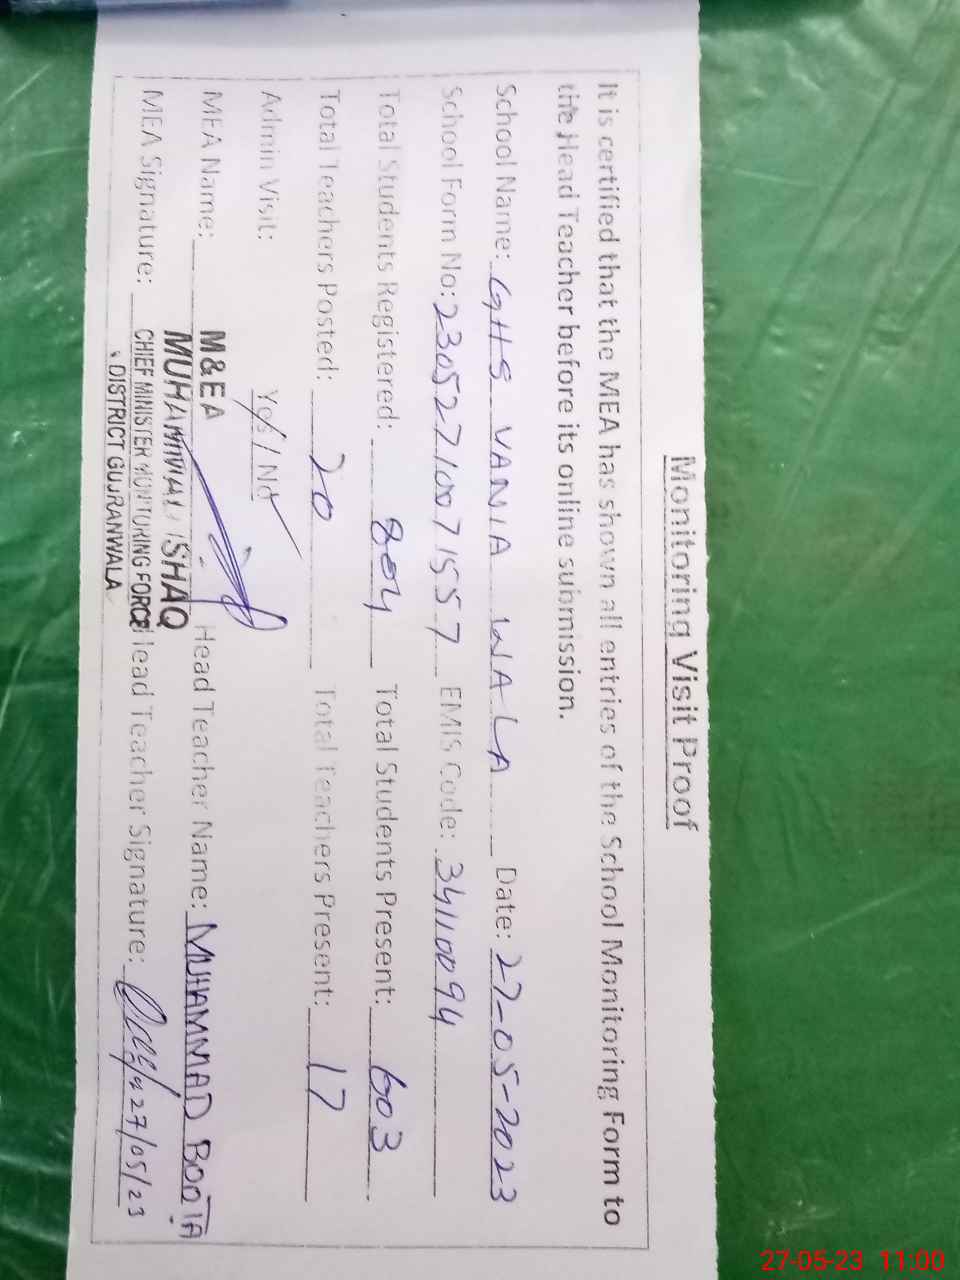 Monitoring Visit Proof
It is certified that the MEA has shown all entries of the School Monitoring Form to
the Head Teacher before its online submission.
School Name: GHS VANIA WALA Date: 27-05-2023
School Form No: 23052710071557 EMIS Code: 34110094
Total Students Registered: 804 Total Students Present: 603
Total Teachers Posted: 20 Total Teachers Present: 17
Admin Visit: Yes / No
MEA Name: M&EA Head Teacher Name: MUHAMMAD BOOTA
MUHAMMAD ISHAQ
MEA Signature: CHIEF MINISTER MONITORING FORCE Head Teacher Signature: 27/05/23
DISTRICT GUJRANWALA
27-05-23 11:00